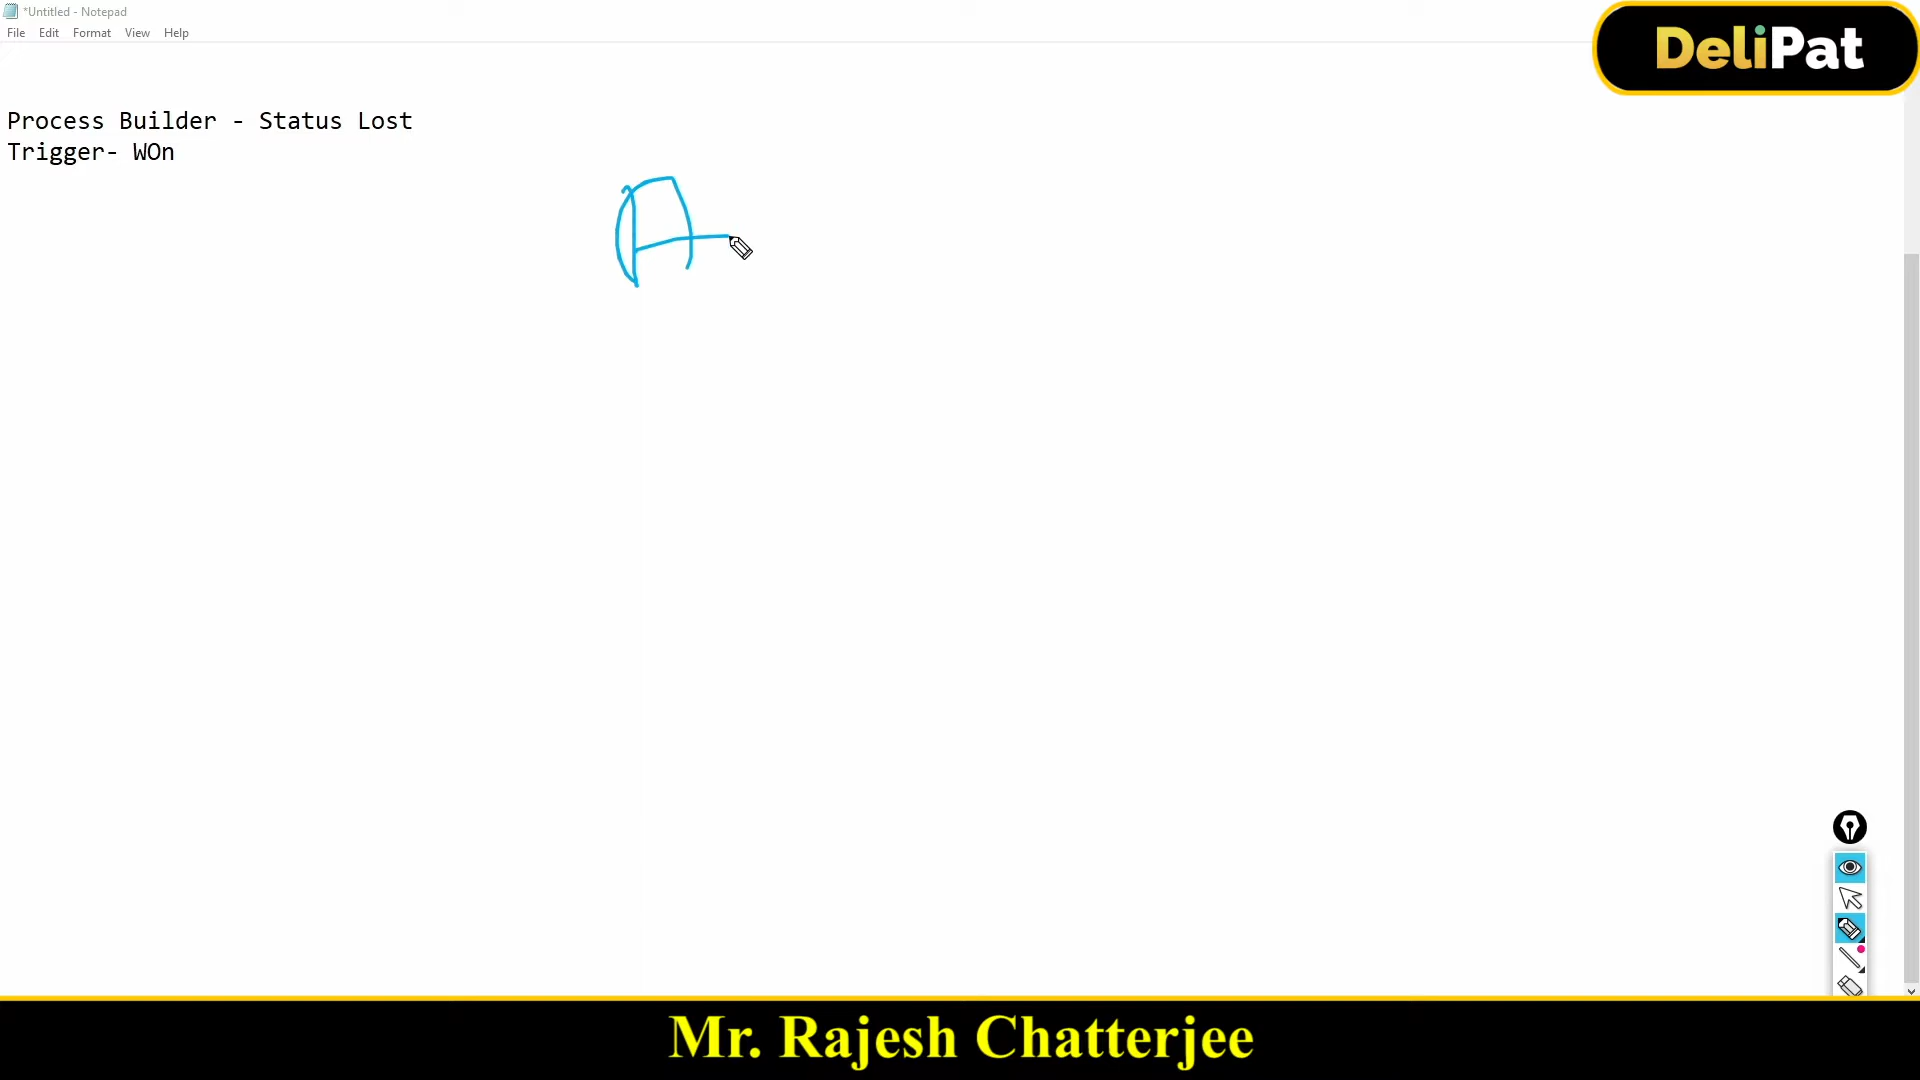 *Untitled - Notepad
File Edit Format View Help
DeliPat
Process Builder - Status Lost
Trigger- WOn
A
Mr. Rajesh Chatterjee